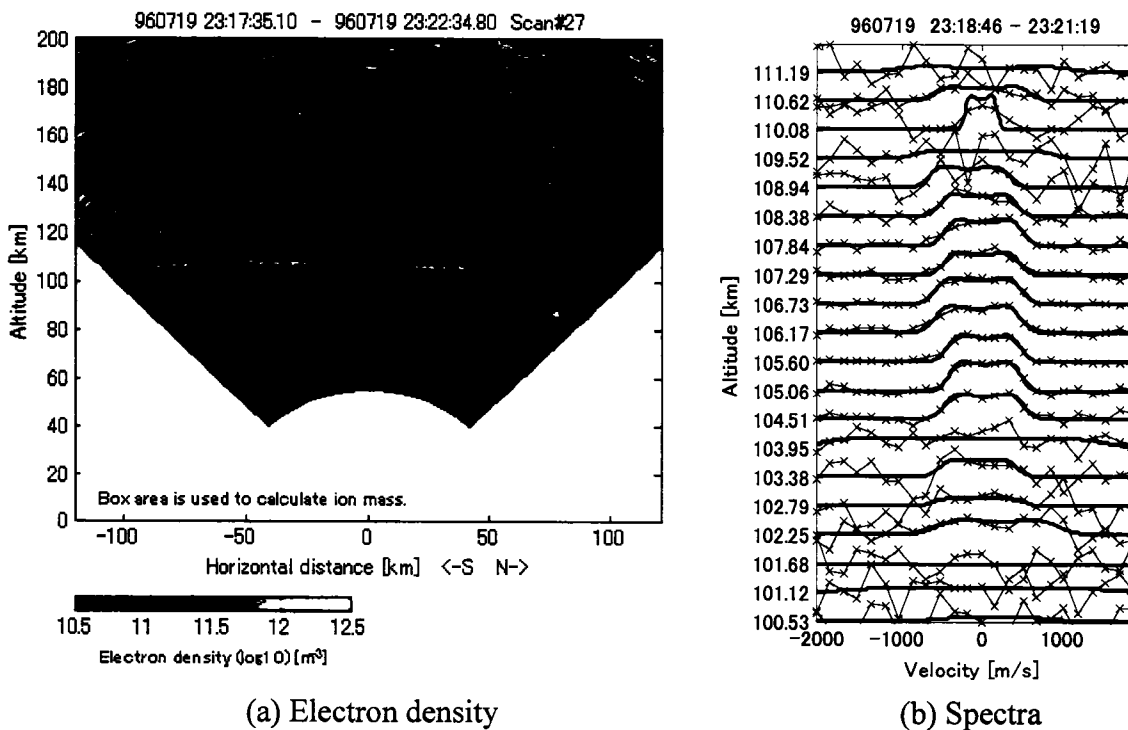 960719 23:17:35.10 - 960719 23:22:34.80 Scan#27
200
180
160
140
120
100
80
60
40
20
0
Altitude [km]
Box area is used to calculate ion mass.
-100 -50 0 50 100
Horizontal distance [km] <-S N->
10.5 11 11.5 12 12.5
Electron density (log10) [m³]
(a) Electron density
960719 23:18:46 - 23:21:19
111.19
110.62
110.08
109.52
108.94
108.38
107.84
107.29
106.73
106.17
105.60
105.06
104.51
103.95
103.38
102.79
102.25
101.68
101.12
100.53
Altitude [km]
-2000 -1000 0 1000
Velocity [m/s]
(b) Spectra